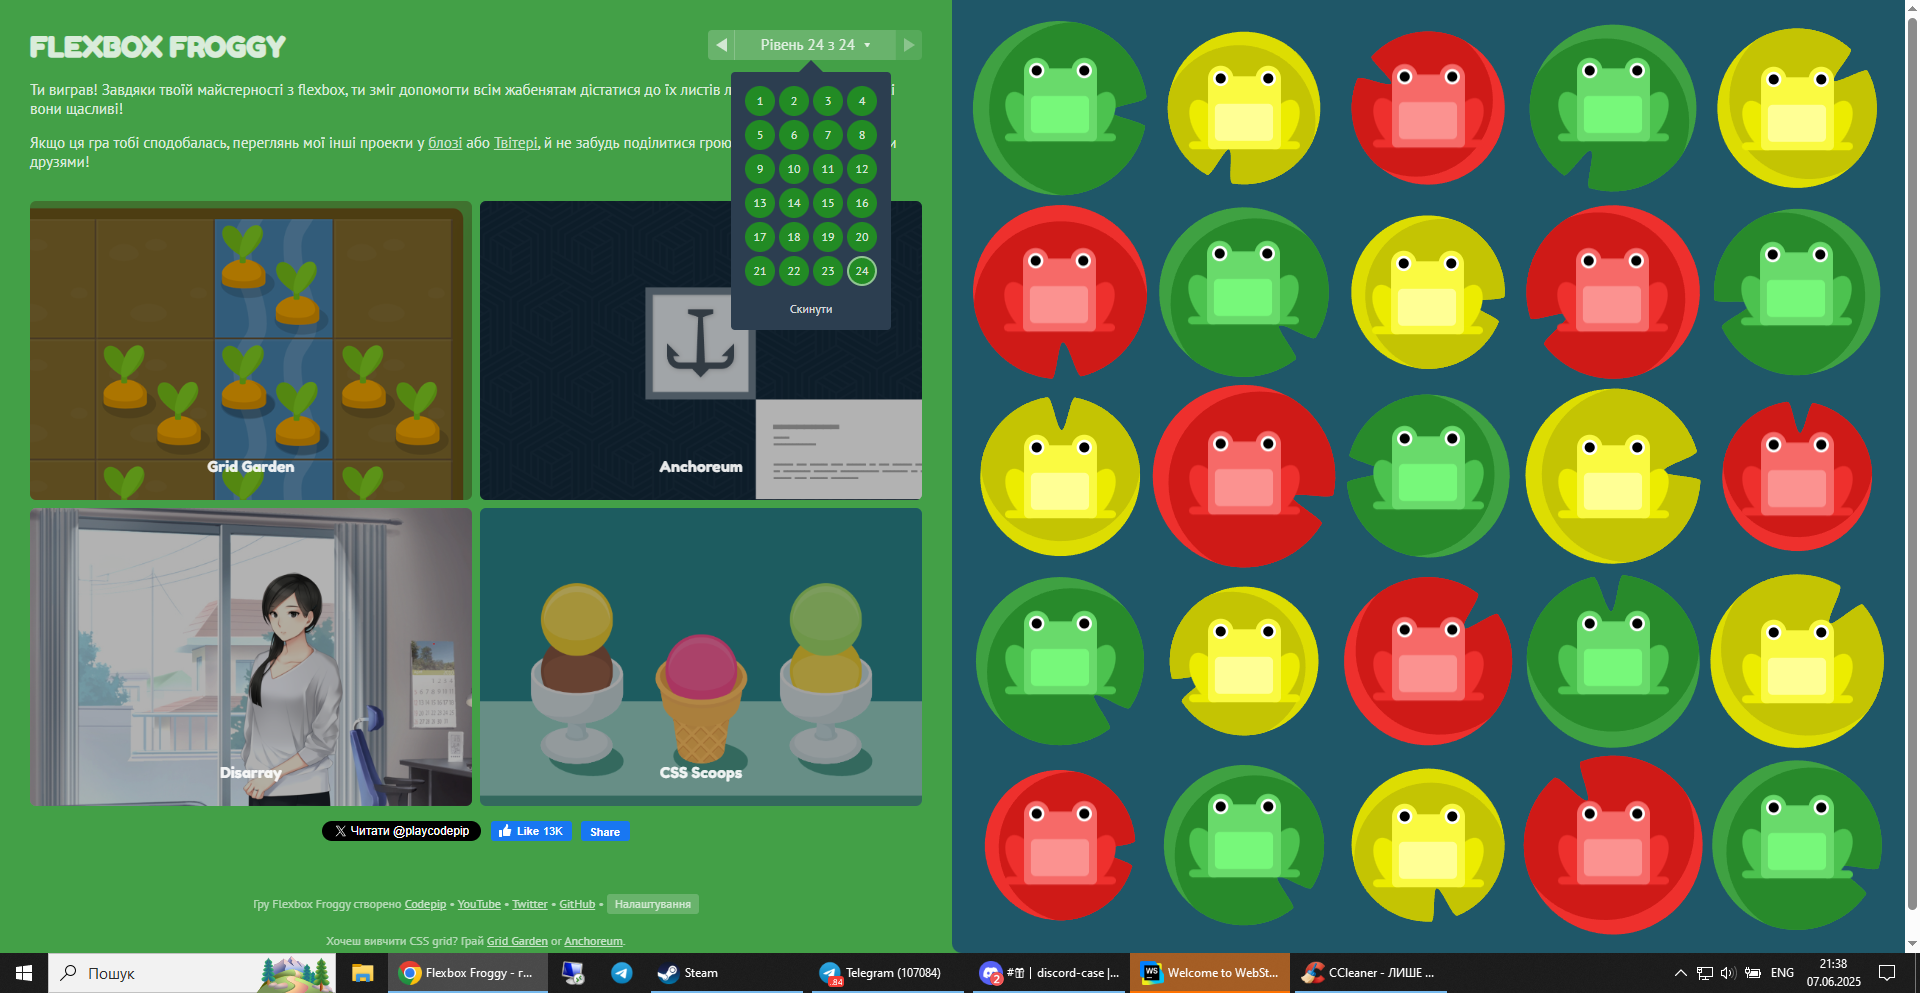 FLEXBOX FROGGY
Рівень 24 з 24
Ти виграв! Завдяки твоїй майстерності з flexbox, ти зміг допомогти всім жабенятам дістатися до їх листів
вони щасливі!
Якщо ця гра тобі сподобалась, переглянь мої інші проекти у блозі або Твітері, й не забудь поділитися грою
друзями!
1 2 3 4
5 6 7 8
9 10 11 12
13 14 15 16
17 18 19 20
21 22 23 24
Скинути
Grid Garden
Anchoreum
Disarray
CSS Scoops
Читати @playcodepip
Like 13K
Share
Гру Flexbox Froggy створено Codepip • YouTube • Twitter • GitHub • Налаштування
Хочеш вивчити CSS grid? Грай Grid Garden or Anchoreum.
Пошук
Flexbox Froggy - г...
Steam
.84
Telegram (107084)
2
discord-case |...
WS
Welcome to WebSt...
CCleaner - ЛИШЕ ...
ENG
21:38
07.06.2025